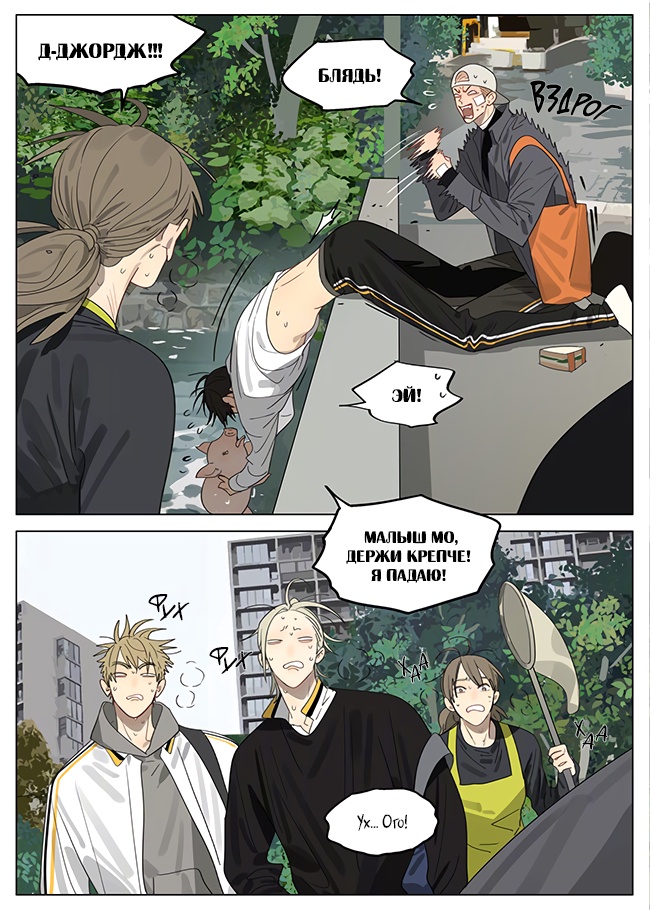 Д-ДЖОРДЖ!!!
БЛЯДЬ!
ВЗДРОГ
ЭЙ!
МАЛЫШ МО,
ДЕРЖИ КРЕПЧЕ!
Я ПАДАЮ!
ФУХ
ФУХ
ХАА
ХАА
Ух... Ого!